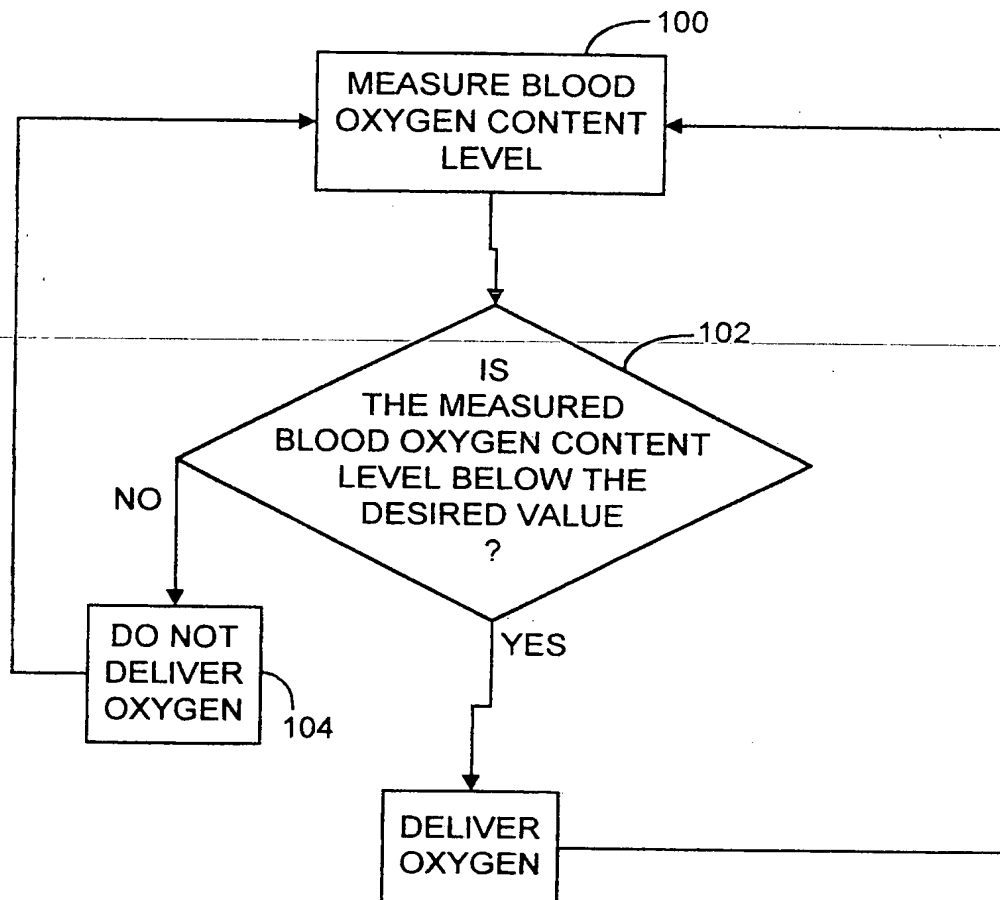 100
MEASURE BLOOD
OXYGEN CONTENT
LEVEL
102
IS
THE MEASURED
BLOOD OXYGEN CONTENT
LEVEL BELOW THE
DESIRED VALUE
?
NO
YES
DO NOT
DELIVER
OXYGEN
104
DELIVER
OXYGEN